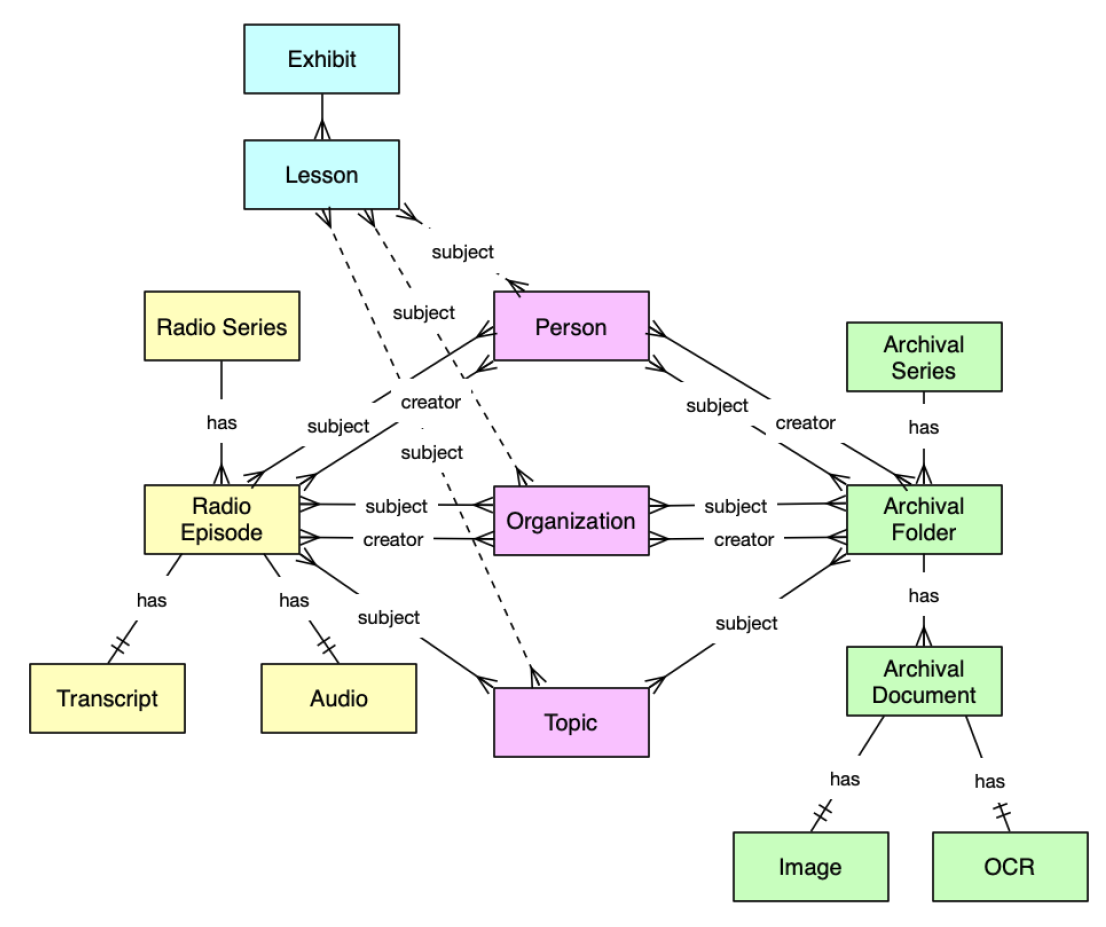 Exhibit
Lesson
subject
Radio Series
subject
Person
Archival
Series
has
subject
creator
subject
creator
has
subject
Radio
Episode
subject
Organization
subject
Archival
Folder
creator
creator
has
has
has
subject
subject
Transcript
Audio
Topic
Archival
Document
has
has
Image
OCR